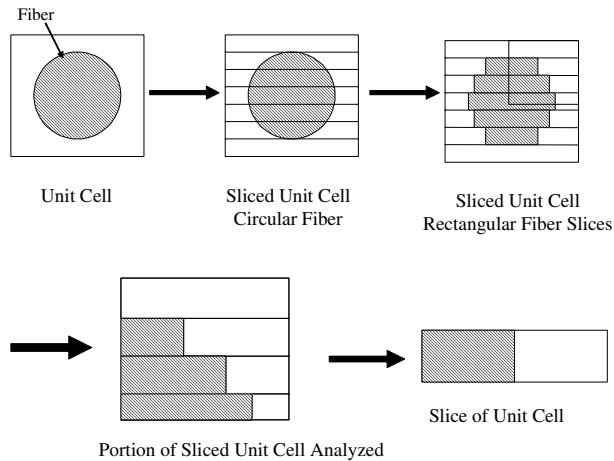 Fiber
Unit Cell
Sliced Unit Cell
Circular Fiber
Sliced Unit Cell
Rectangular Fiber Slices
Portion of Sliced Unit Cell Analyzed
Slice of Unit Cell